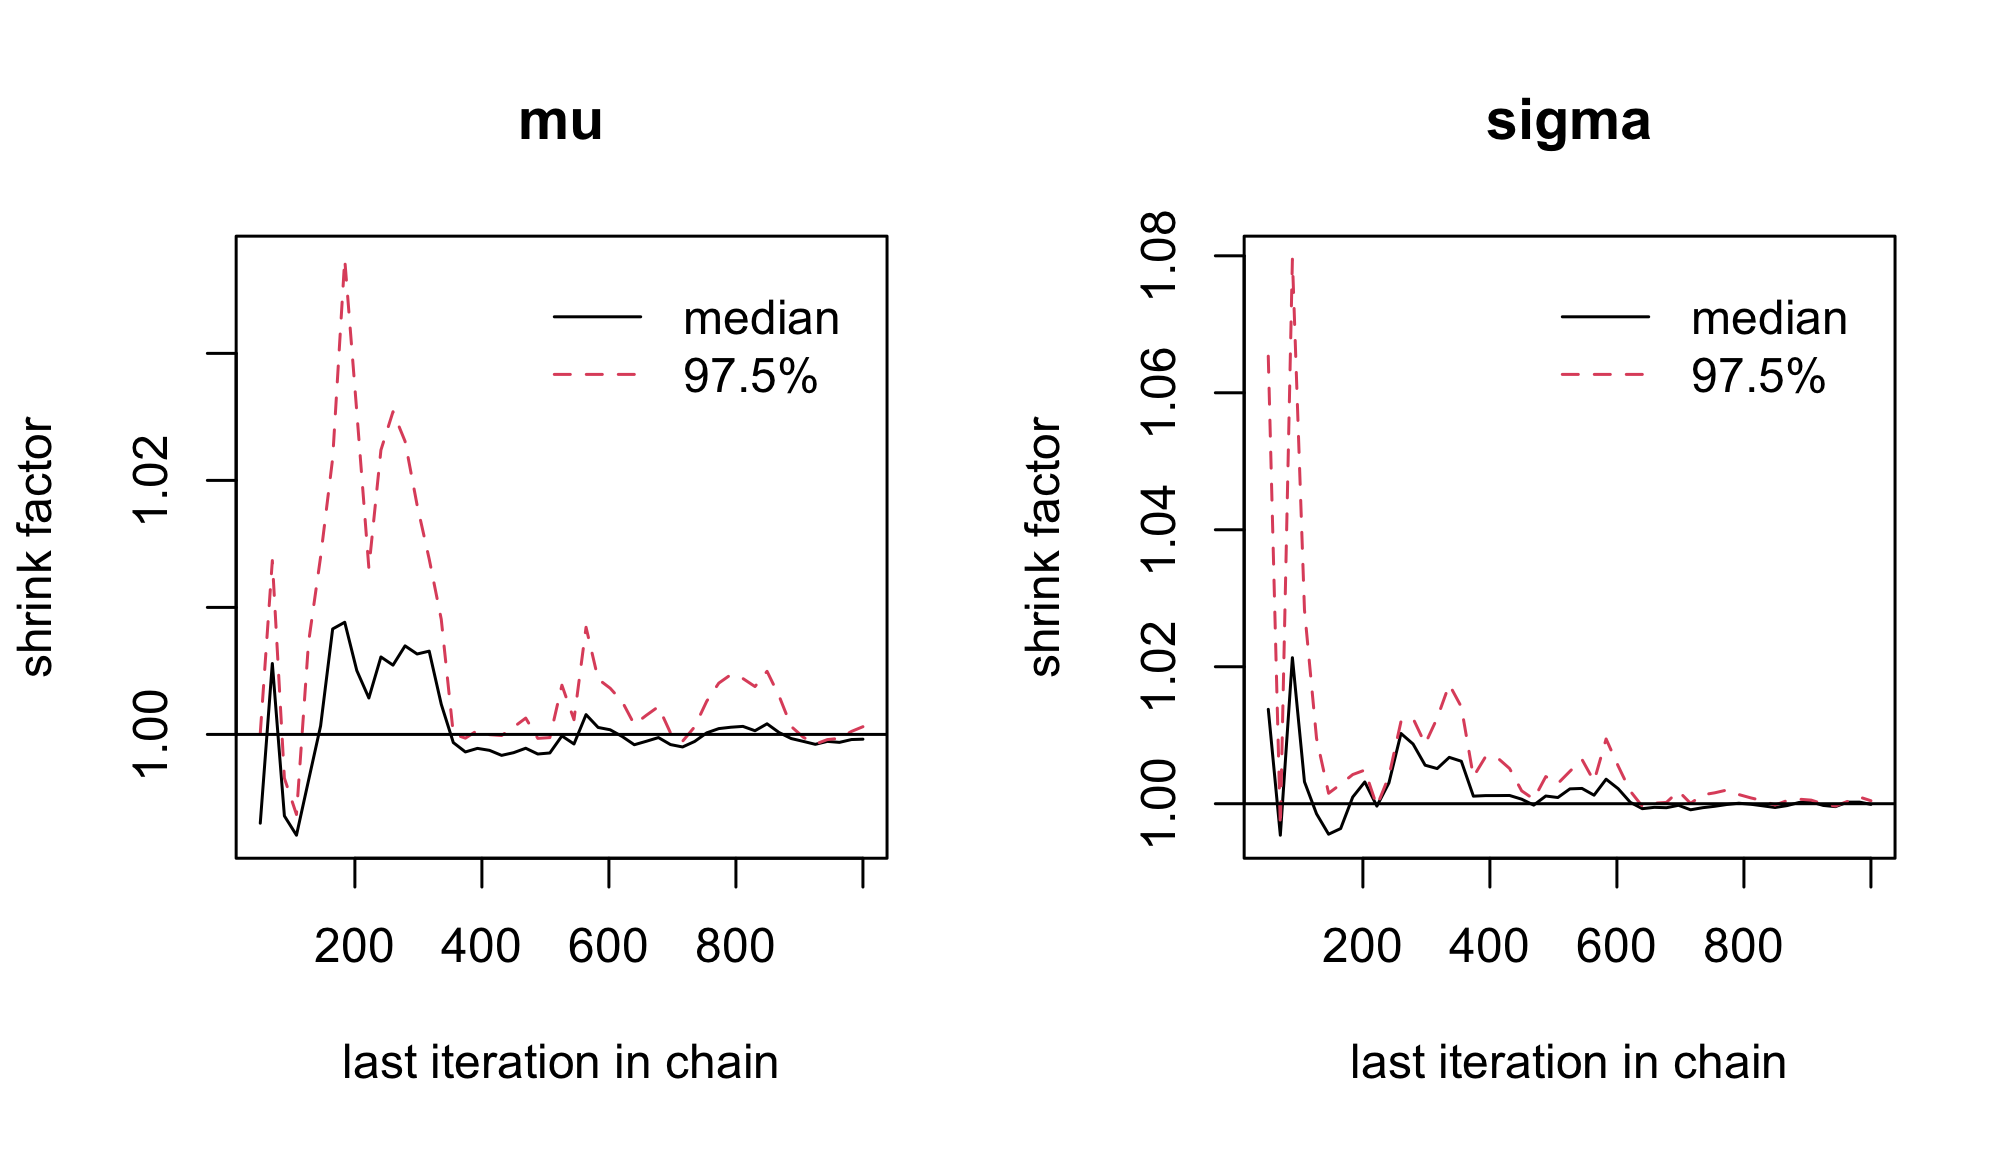 mu
shrink factor
1.02
1.00
median
97.5%
200 400 600 800
last iteration in chain
sigma
shrink factor
1.08
1.06
1.04
1.02
1.00
median
97.5%
200 400 600 800
last iteration in chain